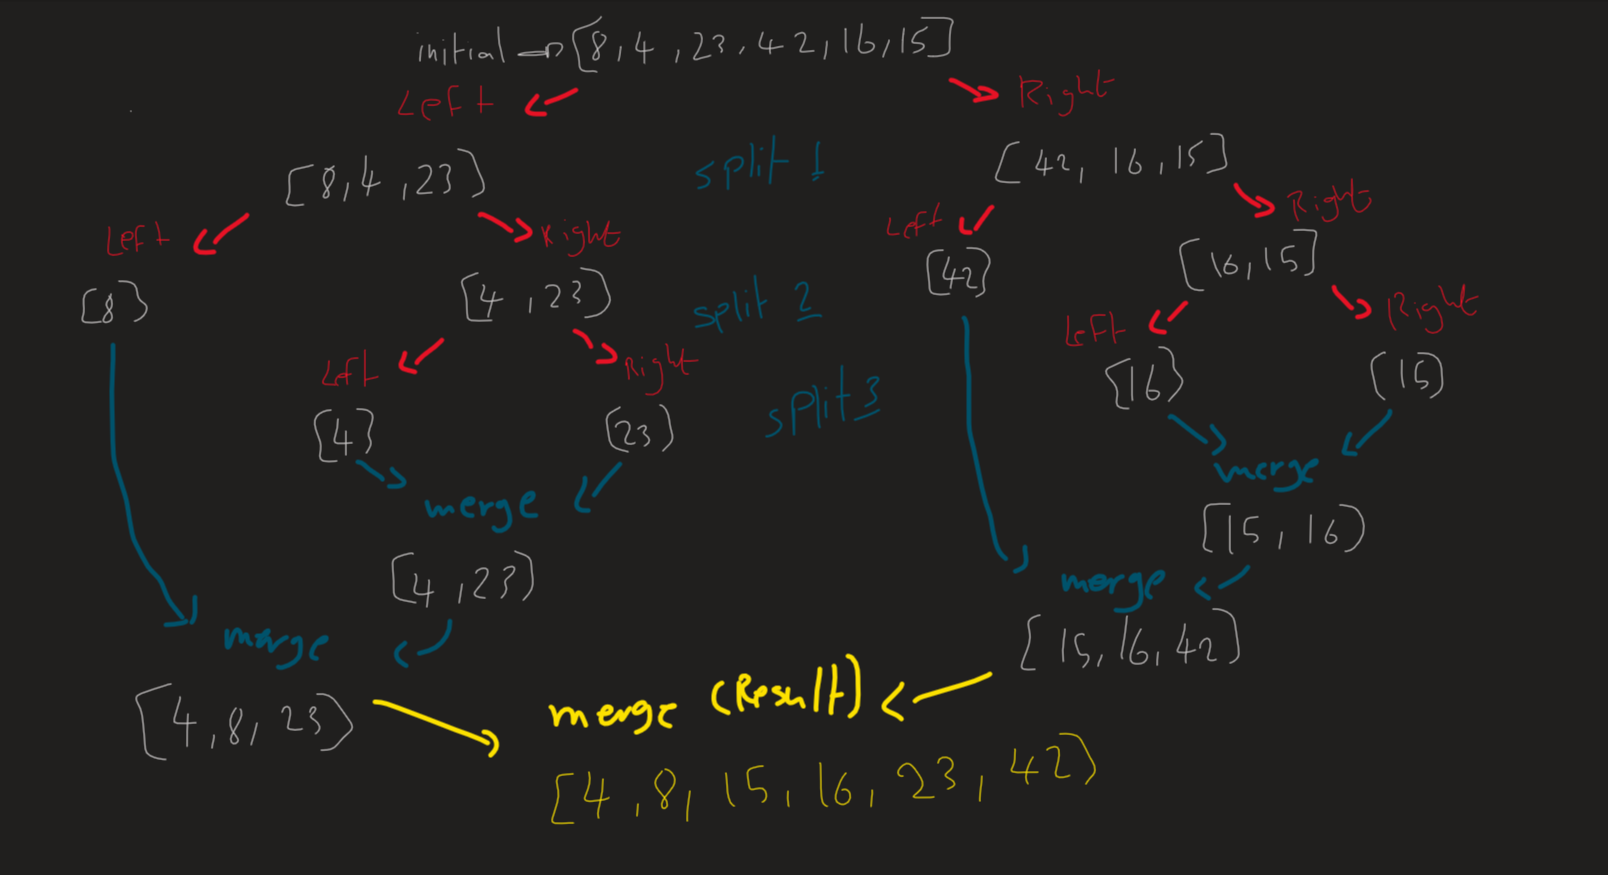 initial → [8,4,23,42,16,15]
Left
Right
split 1
[8,4,23]
[42, 16,15]
Left
Right
Left
Right
[8]
[4,23]
split 2
[42]
[16,15]
Left
Right
Left
Right
[4]
[23]
split 3
[16]
[15]
merge
merge
[4,23]
[15,16]
merge
merge
[4,8,23]
[15,16,42]
merge (Result)
[4,8,15,16,23,42]